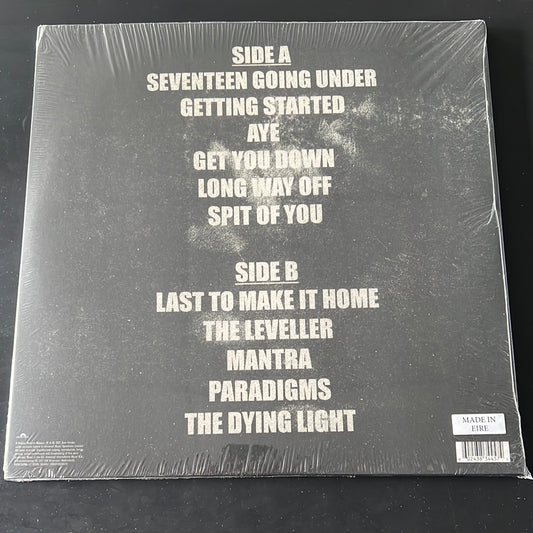 SIDE A
SEVENTEEN GOING UNDER
GETTING STARTED
AYE
GET YOU DOWN
LONG WAY OFF
SPIT OF YOU
SIDE B
LAST TO MAKE IT HOME
THE LEVELLER
MANTRA
PARADIGMS
THE DYING LIGHT
MADE IN
EIRE